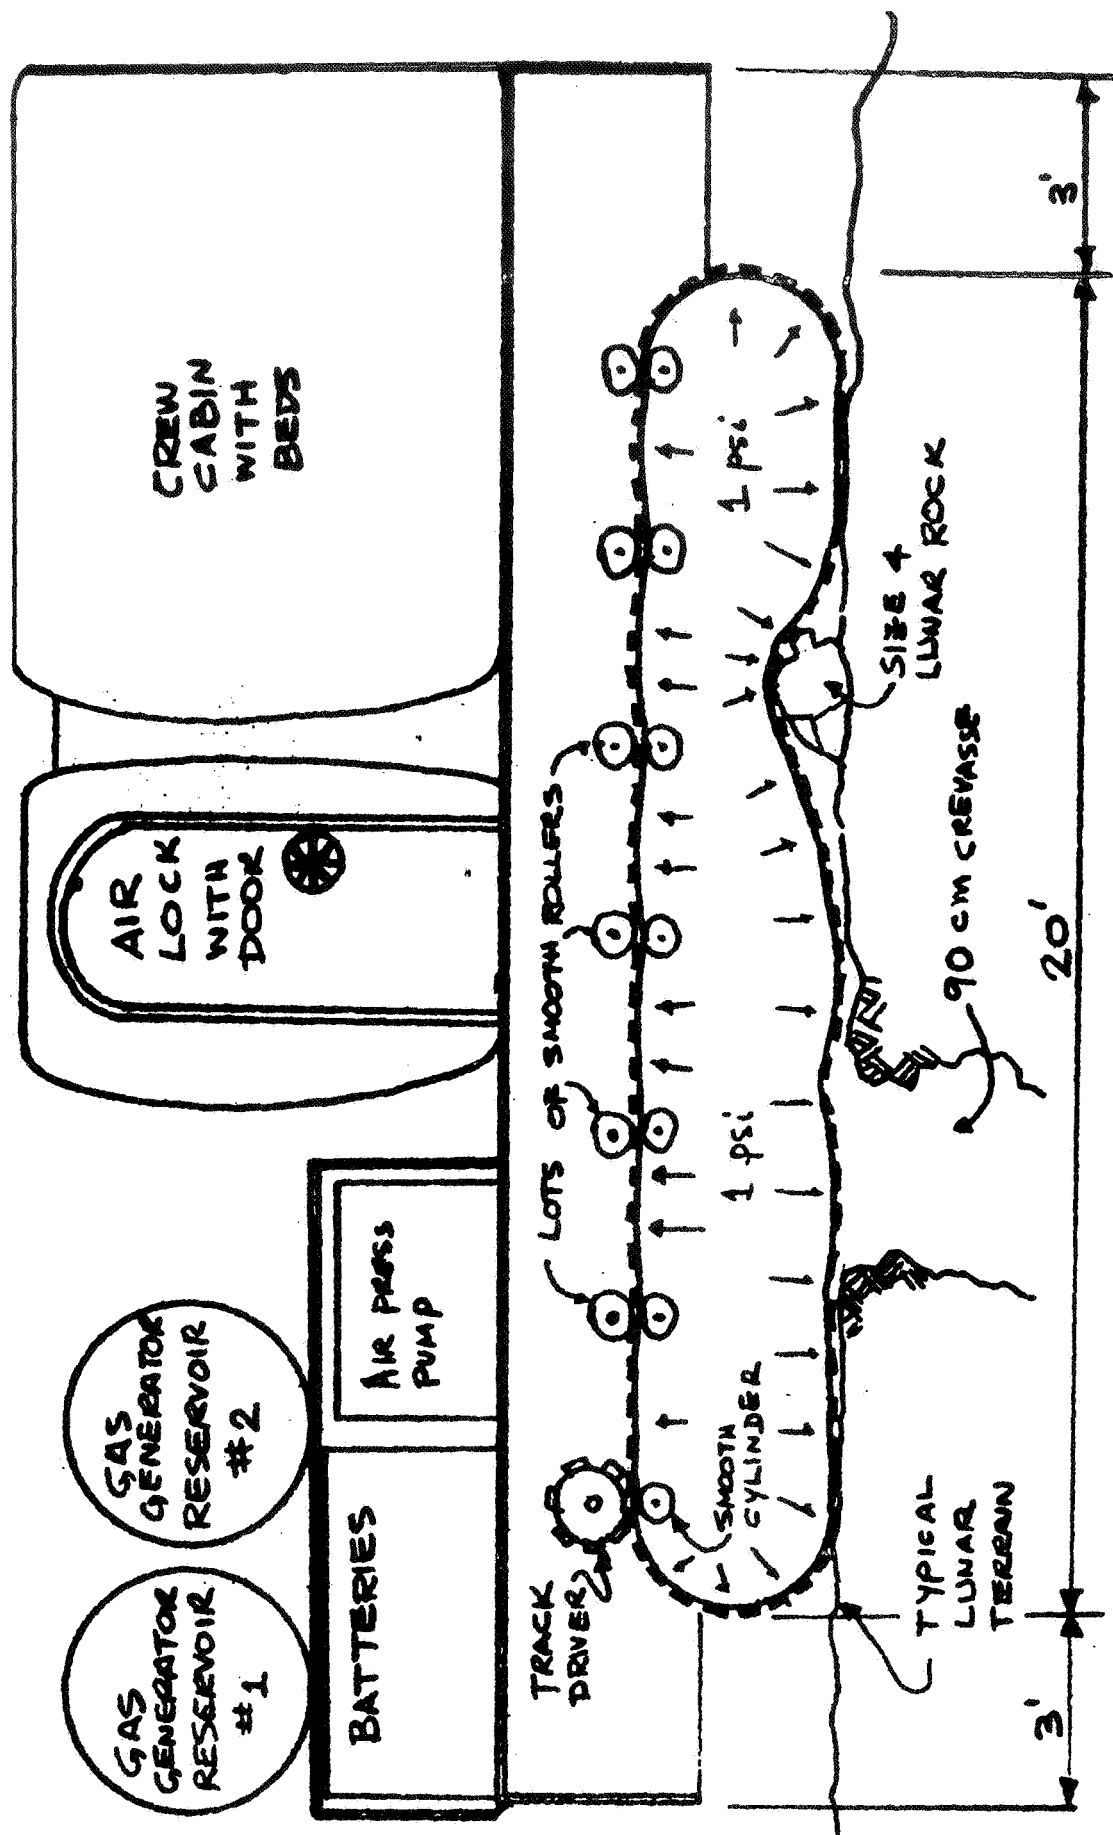 GAS
GENERATOR
RESERVOIR
#1
GAS
GENERATOR
RESERVOIR
#2
BATTERIES
AIR PRESS
PUMP
AIR
LOCK
WITH
DOOR
CREW
CABIN
WITH
BEDS
TRACK
DRIVER
LOTS OF SMOOTH ROLLERS
SMOOTH
CYLINDER
1 psi
1 psi
TYPICAL
LUNAR
TERRAIN
90 cm CREVASSE
SIZE 4
LUNAR ROCK
3'
20'
3'